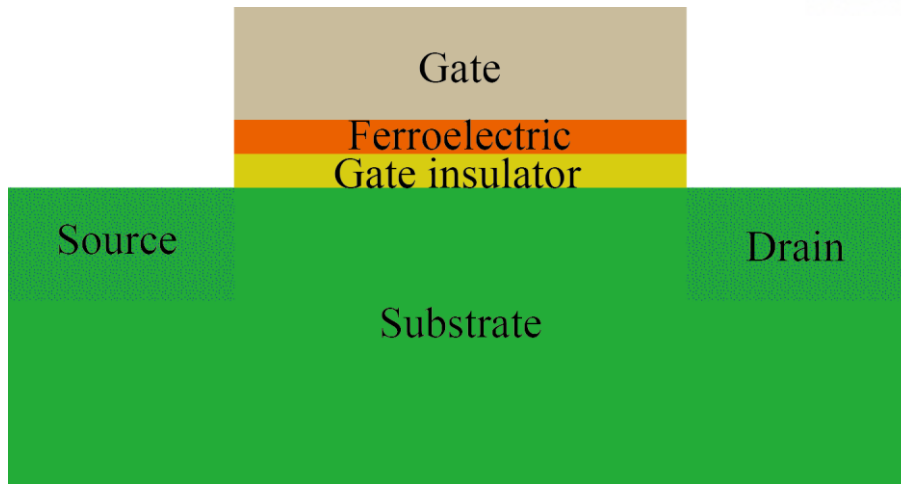 Gate
Ferroelectric
Gate insulator
Source
Drain
Substrate